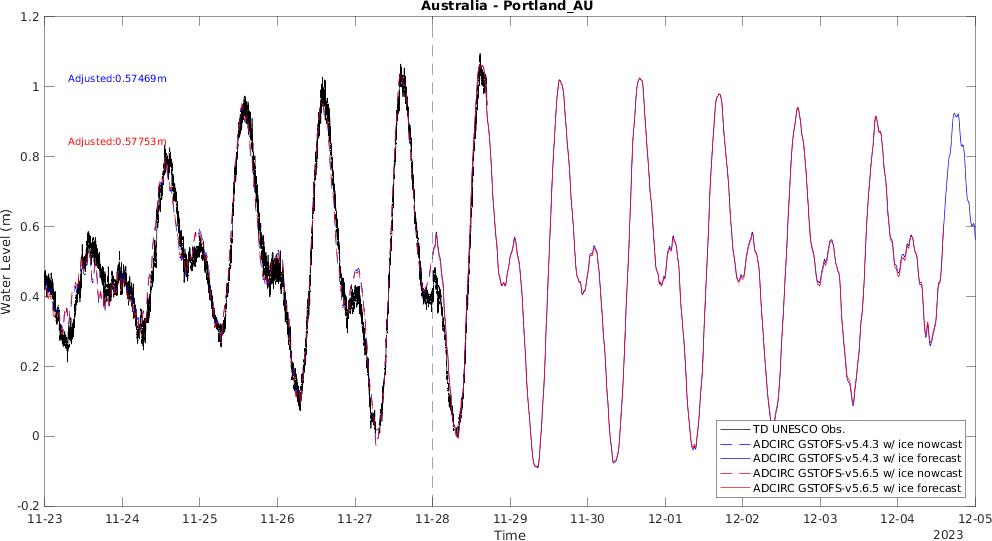 Australia - Portland_AU
1.2
1
0.8
0.6
0.4
0.2
0
-0.2
Water Level (m)
Adjusted:0.57469m
Adjusted:0.57753m
TD UNESCO Obs.
ADCIRC GSTOFS-v5.4.3 w/ ice nowcast
ADCIRC GSTOFS-v5.4.3 w/ ice forecast
ADCIRC GSTOFS-v5.6.5 w/ ice nowcast
ADCIRC GSTOFS-v5.6.5 w/ ice forecast
11-23 11-24 11-25 11-26 11-27 11-28 11-29 11-30 12-01 12-02 12-03 12-04 12-05
Time
2023